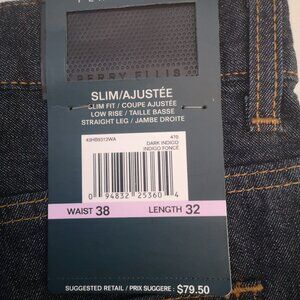 PERRY ELLIS
SLIM/AJUSTÉE
SLIM FIT / COUPE AJUSTÉE
LOW RISE / TAILLE BASSE
STRAIGHT LEG / JAMBE DROITE
470
DARK INDIGO
INDIGO FONCÉ
0 94832 25360 4
WAIST 38 LENGTH 32
SUGGESTED RETAIL / PRIX SUGGERE : $79.50